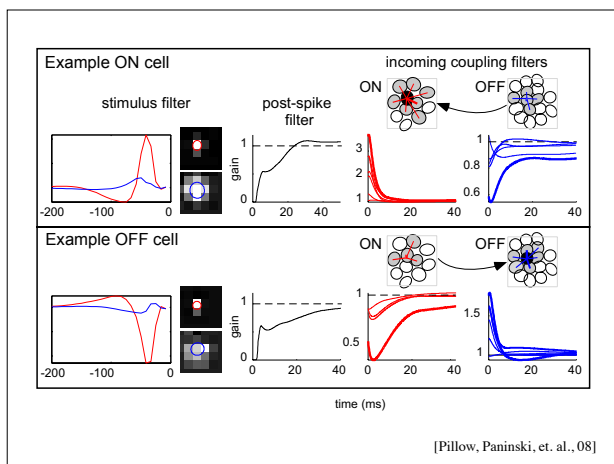 Example ON cell
incoming coupling filters
stimulus filter
post-spike
filter
ON
OFF
1
gain
0
3
2
1
1
0.8
0.6
-200 -100 0
0 20 40
0 20 40
0 20 40
Example OFF cell
ON
OFF
1
gain
0
1
0.5
1.5
1
-200 -100 0
0 20 40
0 20 40
0 20 40
time (ms)
[Pillow, Paninski, et. al., 08]